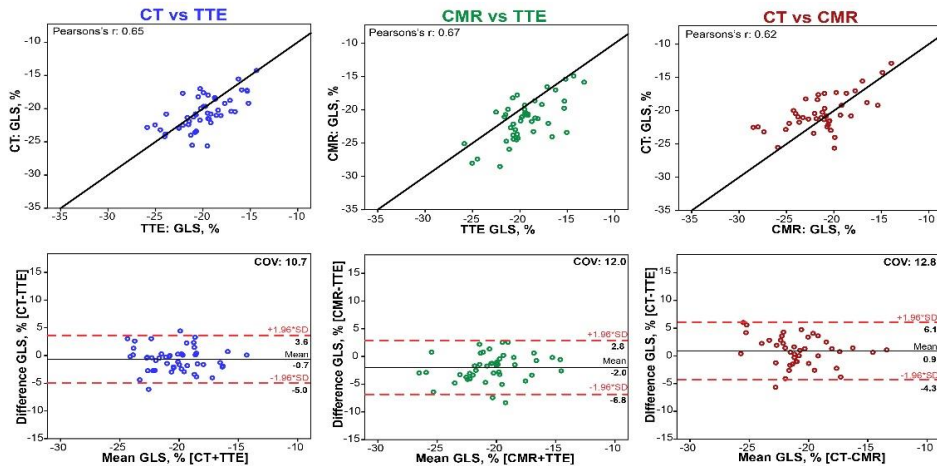 CT vs TTE
Pearsons's r: 0.65
-10
-15
-20
-25
-30
-35
CT: GLS, %
-35 -30 -25 -20 -15 -10
TTE: GLS, %
CMR vs TTE
Pearsons's r: 0.67
-10
-15
-20
-25
-30
-35
CMR: GLS, %
-35 -30 -25 -20 -15 -10
TTE GLS, %
CT vs CMR
Pearsons's r: 0.62
-10
-15
-20
-25
-30
-35
CT: GLS, %
-35 -30 -25 -20 -15 -10
CMR: GLS, %
COV: 10.7
15
10
5
0
-5
-10
-15
Difference GLS, % [CT-TTE]
+1.96*SD
3.6
Mean
-0.7
-1.96*SD
-5.0
-35 -30 -25 -20 -15 -10
Mean GLS, % [CT+TTE]
COV: 12.0
15
10
5
0
-5
-10
-15
Difference GLS, % [CMR-TTE]
+1.96*SD
2.8
Mean
-2.0
-1.96*SD
-6.8
-35 -30 -25 -20 -15 -10
Mean GLS, % [CMR+TTE]
COV: 12.8
15
10
5
0
-5
-10
-15
Difference GLS, % [CT-TTE]
+1.96*SD
6.1
Mean
0.9
-1.96*SD
-4.3
-35 -30 -25 -20 -15 -10
Mean GLS, % [CT-CMR]